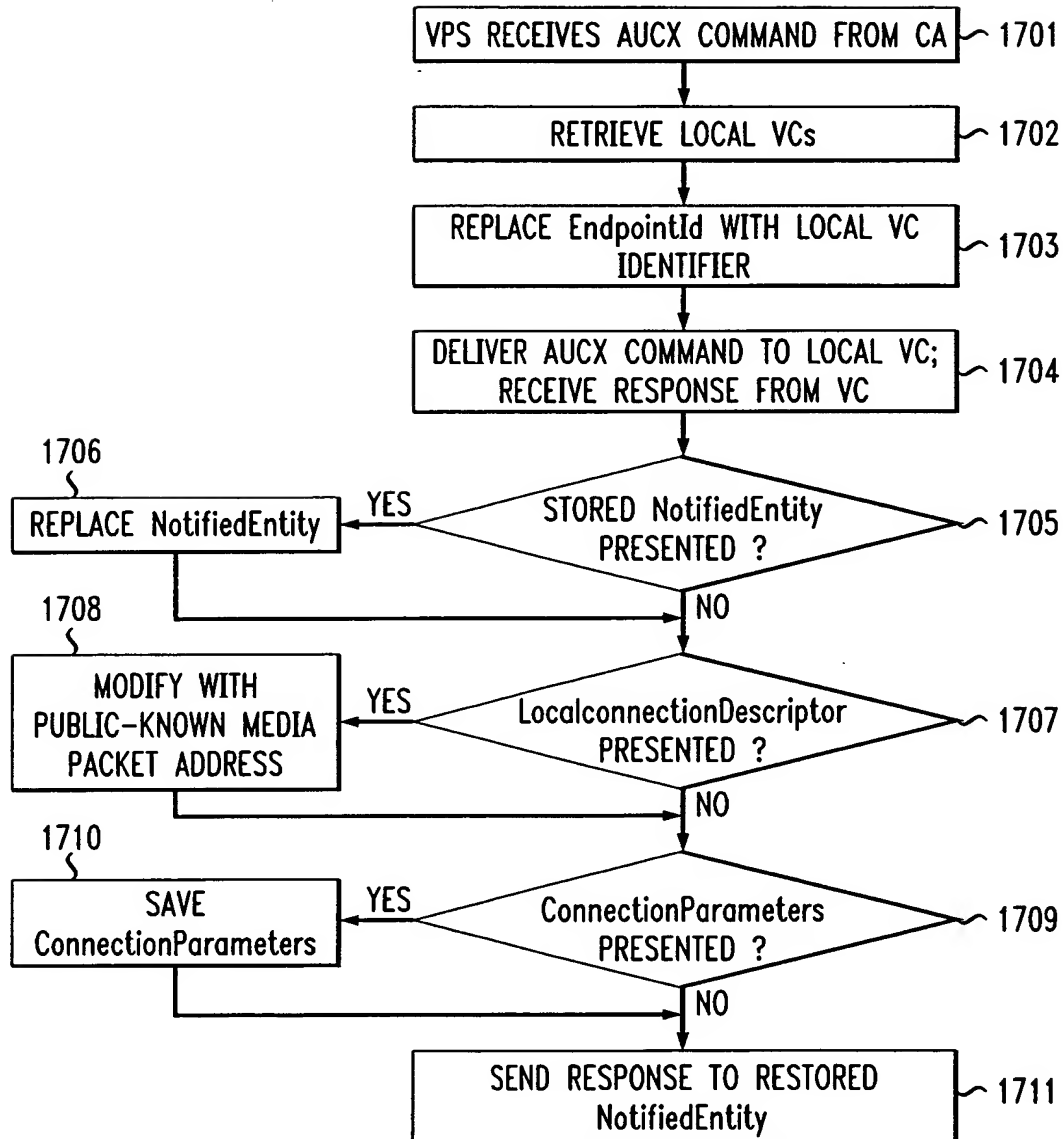 VPS RECEIVES AUCX COMMAND FROM CA
1701
RETRIEVE LOCAL VCs
1702
REPLACE EndpointId WITH LOCAL VC
IDENTIFIER
1703
DELIVER AUCX COMMAND TO LOCAL VC;
RECEIVE RESPONSE FROM VC
1704
1706
REPLACE NotifiedEntity
YES
STORED NotifiedEntity
PRESENTED ?
1705
NO
1708
MODIFY WITH
PUBLIC-KNOWN MEDIA
PACKET ADDRESS
YES
LocalconnectionDescriptor
PRESENTED ?
1707
NO
1710
SAVE
ConnectionParameters
YES
ConnectionParameters
PRESENTED ?
1709
NO
SEND RESPONSE TO RESTORED
NotifiedEntity
1711